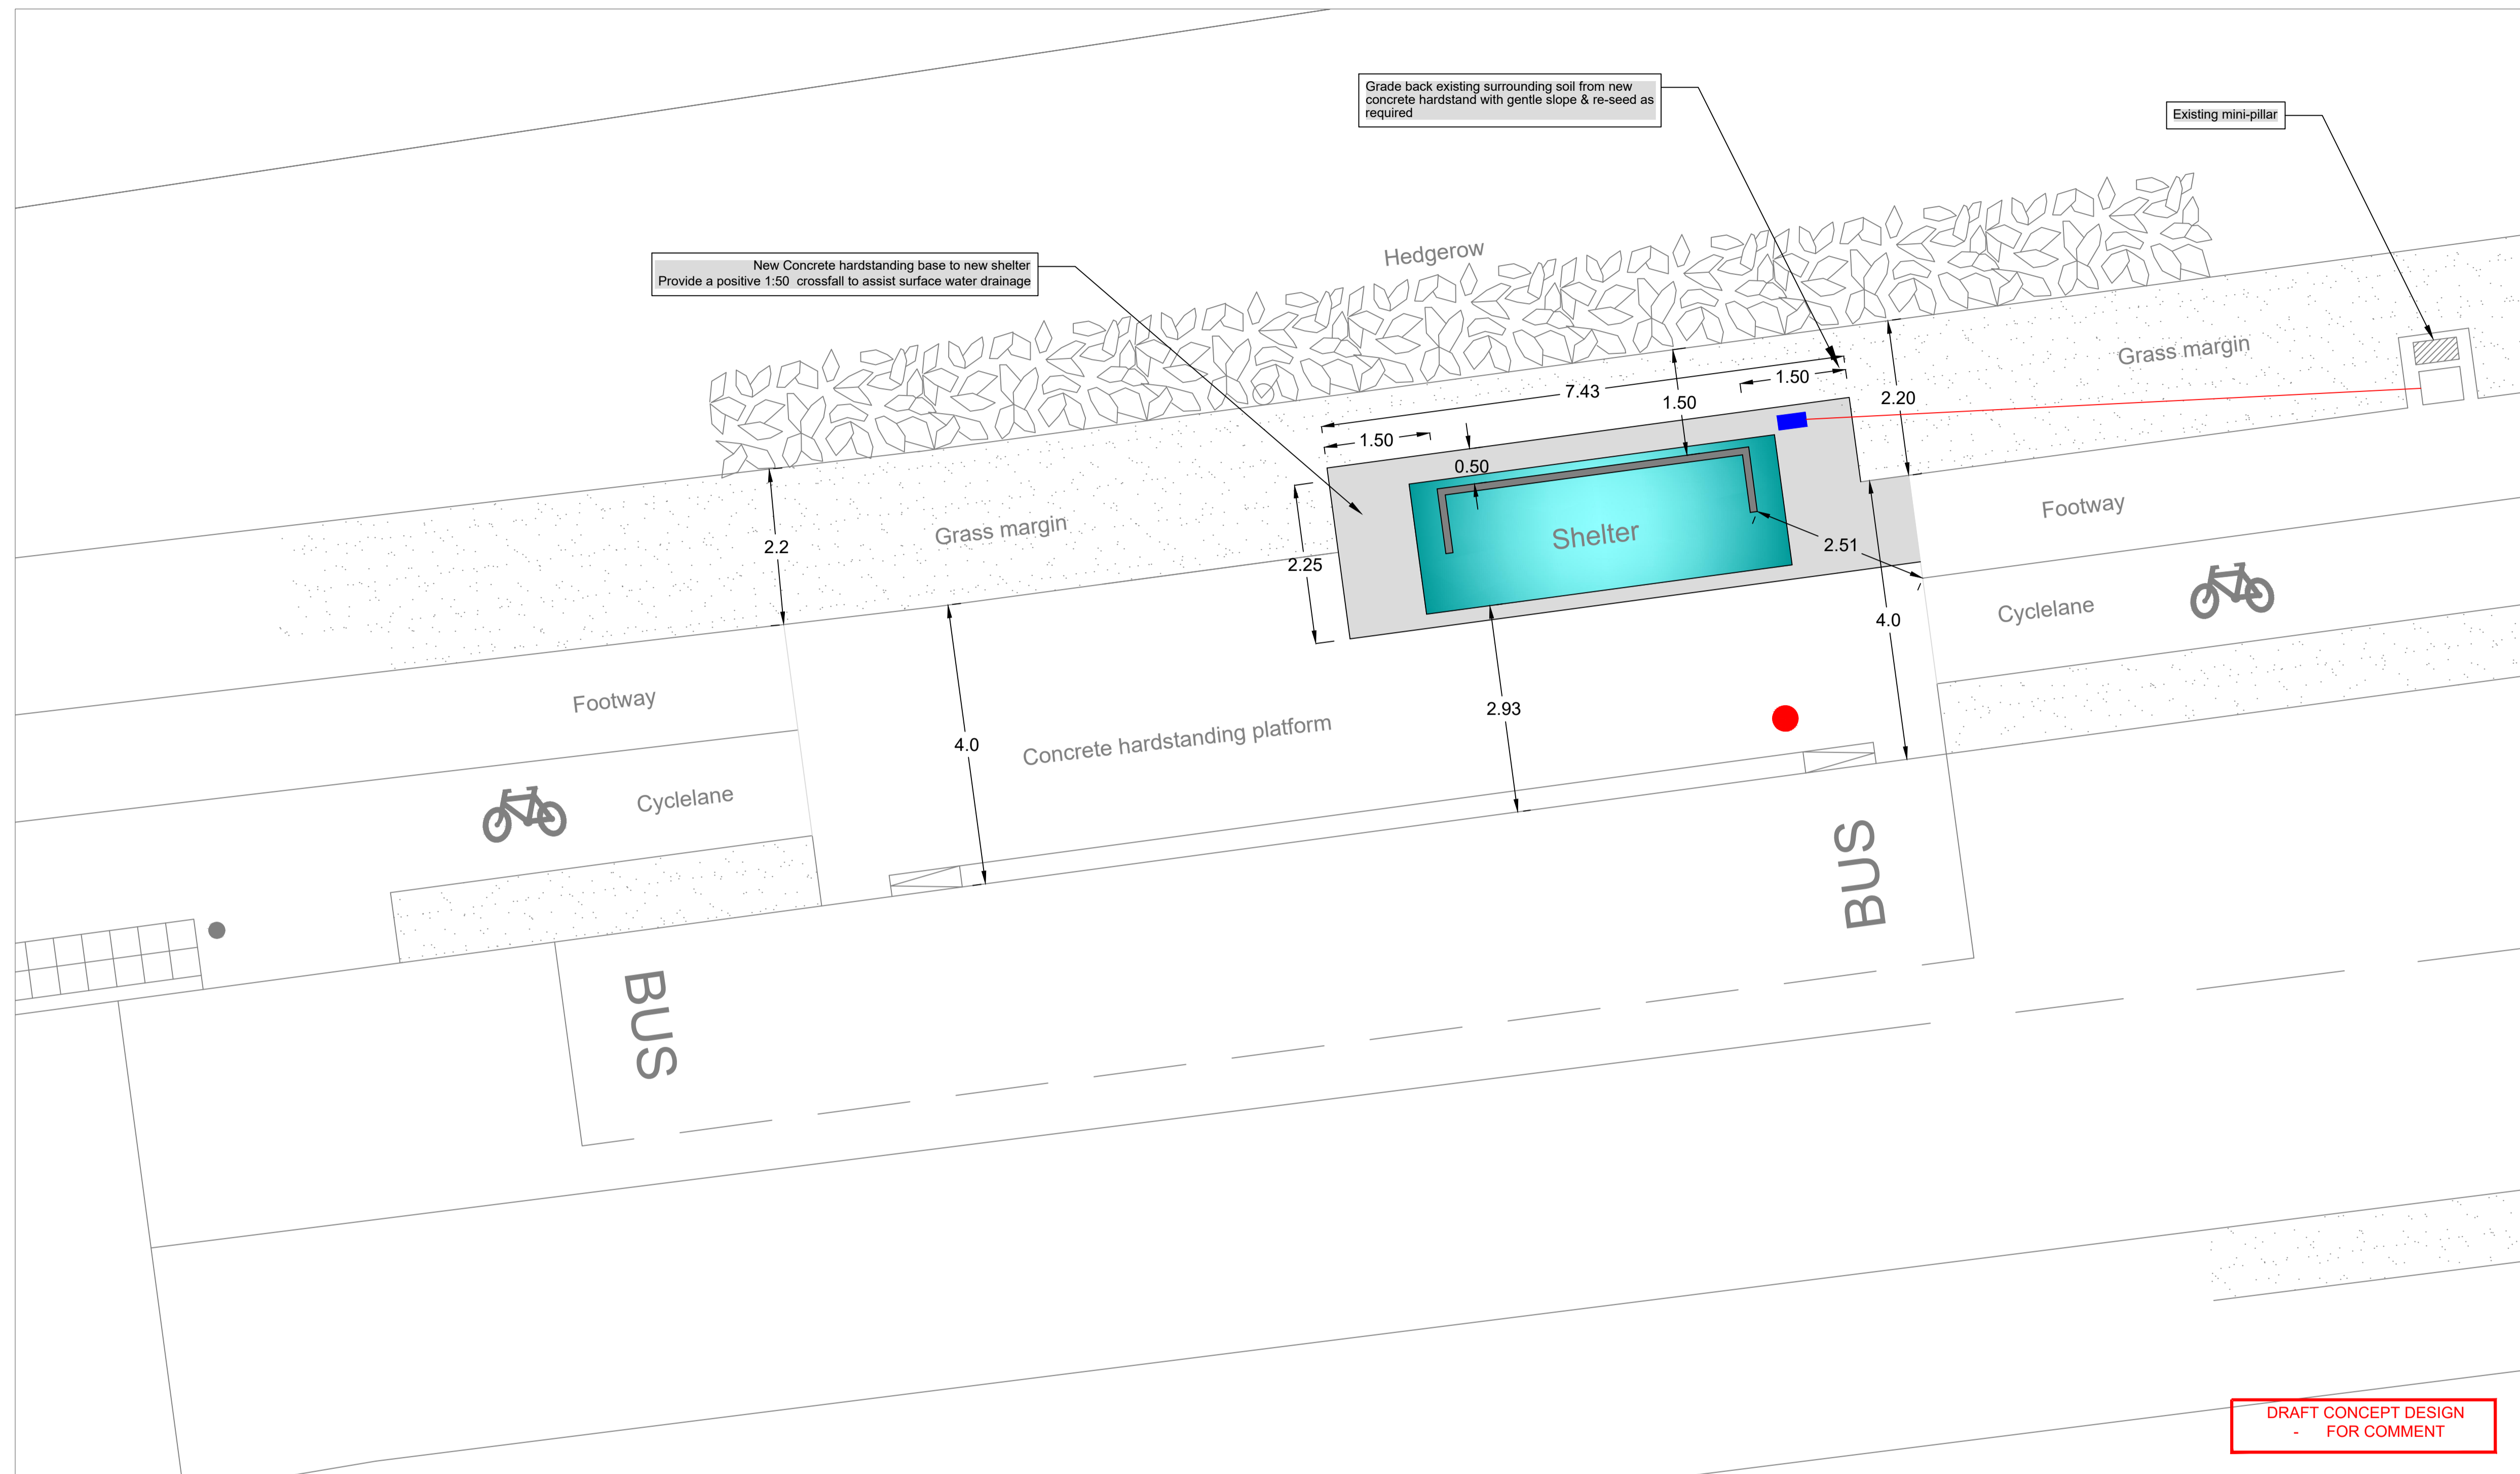 Grade back existing surrounding soil from new
concrete hardstand with gentle slope & re-seed as
required
Existing mini-pillar
New Concrete hardstanding base to new shelter
Provide a positive 1:50 crossfall to assist surface water drainage
Hedgerow
Grass margin
7.43
1.50
1.50
2.20
1.50
0.50
Grass margin
Shelter
Footway
2.2
2.25
2.51
Cyclelane
4.0
Footway
Concrete hardstanding platform
2.93
4.0
Cyclelane
BUS
BUS
DRAFT CONCEPT DESIGN
- FOR COMMENT